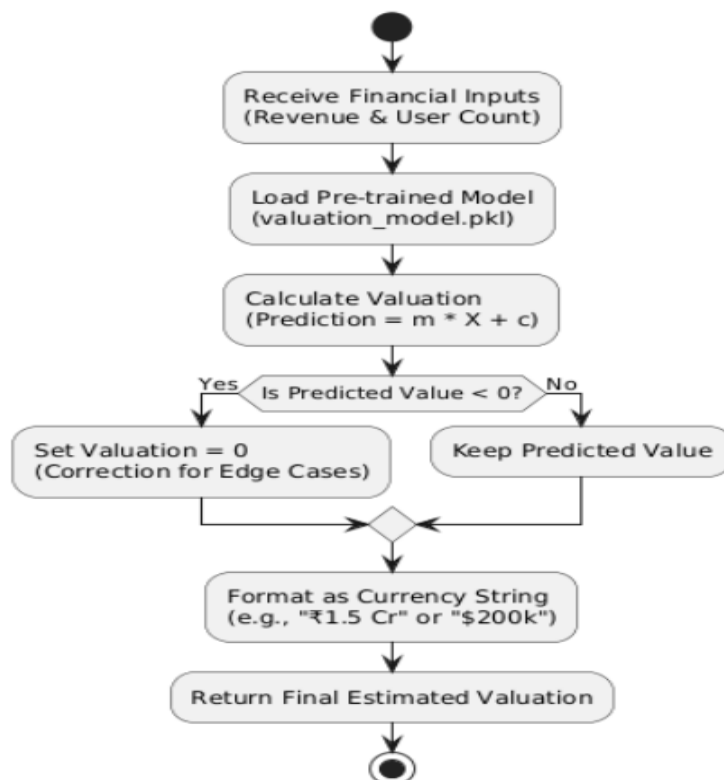 Receive Financial Inputs
(Revenue & User Count)
Load Pre-trained Model
(valuation_model.pkl)
Calculate Valuation
(Prediction = m * X + c)
Is Predicted Value < 0?
Yes
No
Set Valuation = 0
(Correction for Edge Cases)
Keep Predicted Value
Format as Currency String
(e.g., "₹1.5 Cr" or "$200k")
Return Final Estimated Valuation